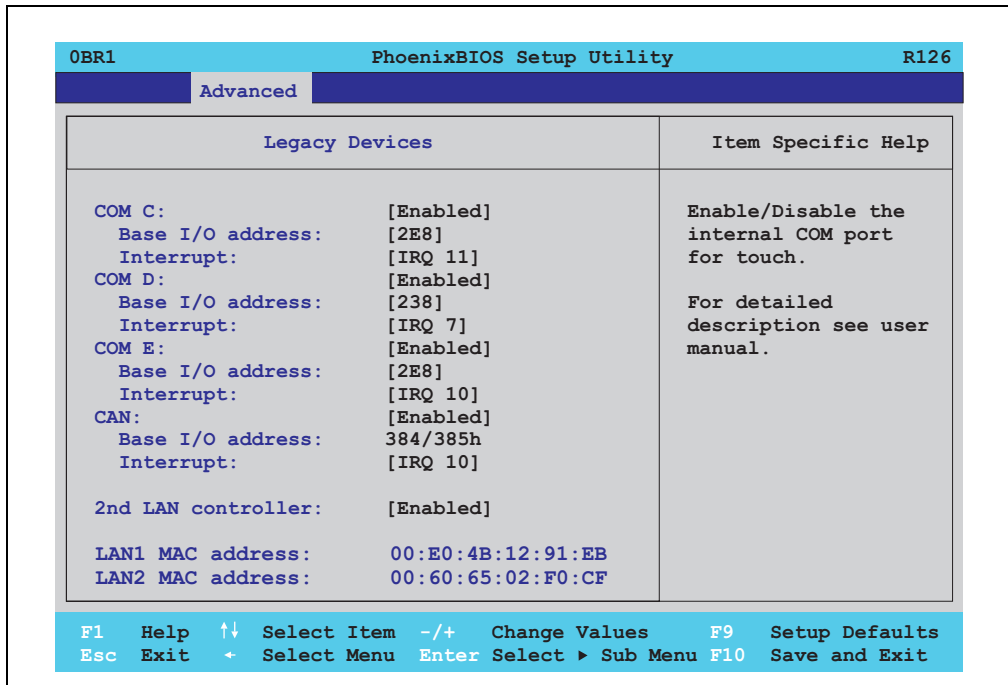 0BR1 PhoenixBIOS Setup Utility R126
Advanced
Legacy Devices Item Specific Help
COM C: [Enabled] Enable/Disable the
Base I/O address: [2E8] internal COM port
Interrupt: [IRQ 11] for touch.
COM D: [Enabled]
Base I/O address: [238] For detailed
Interrupt: [IRQ 7] description see user
COM E: [Enabled] manual.
Base I/O address: [2E8]
Interrupt: [IRQ 10]
CAN: [Enabled]
Base I/O address: 384/385h
Interrupt: [IRQ 10]
2nd LAN controller: [Enabled]
LAN1 MAC address: 00:E0:4B:12:91:EB
LAN2 MAC address: 00:60:65:02:F0:CF
F1 Help ↑↓ Select Item -/+ Change Values F9 Setup Defaults
Esc Exit ← Select Menu Enter Select ▸ Sub Menu F10 Save and Exit